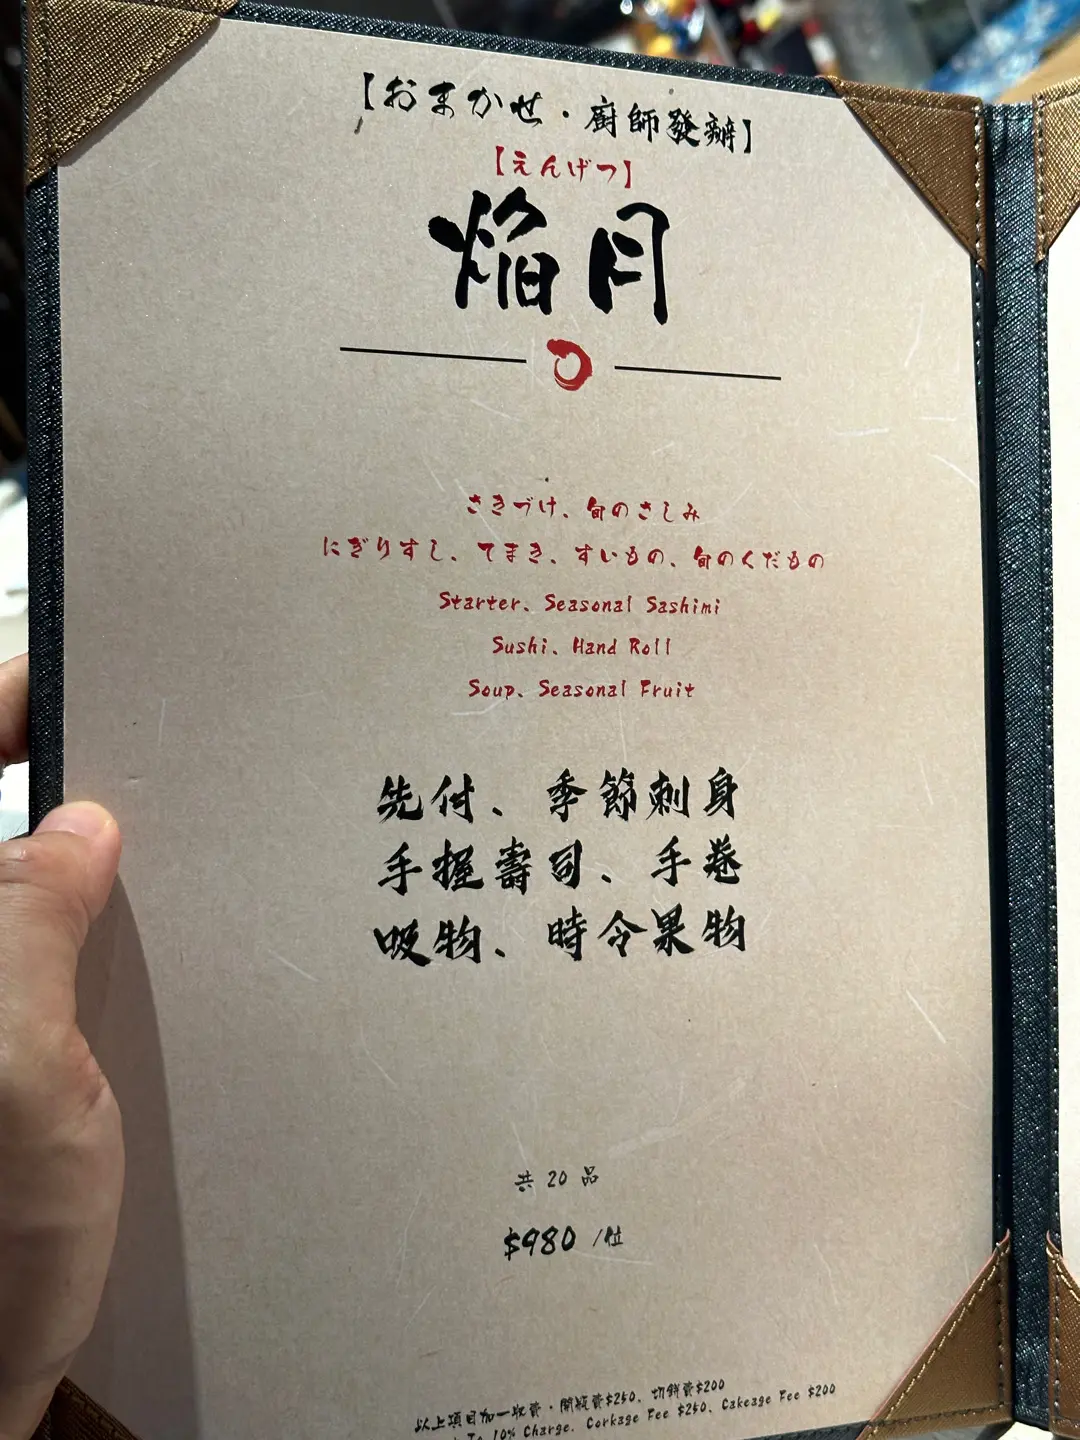 【おまかせ・廚師發辦】
【えんげつ】
焔月
さきづけ、旬のさしみ
にぎりすし、てまき、すいもの、旬のくだもの
Starter、Seasonal Sashimi
Sushi、Hand Roll
Soup、Seasonal Fruit
先付、季節刺身
手握壽司、手卷
吸物、時令果物
共 20 品
$980 /位
以上項目加一收費・開瓶費$250、切餅費$200
To 10% Charge. Corkage Fee $250、Cakeage Fee $200